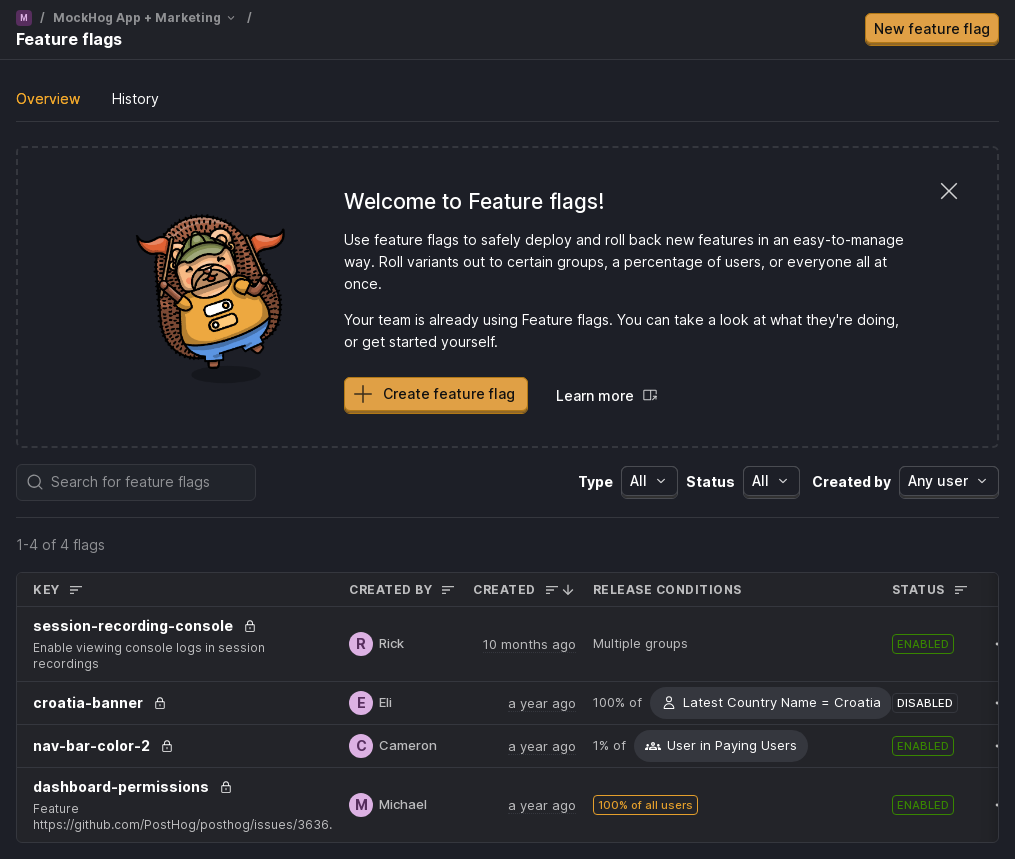 M / MockHog App + Marketing /
Feature flags
New feature flag
Overview History
Welcome to Feature flags!
Use feature flags to safely deploy and roll back new features in an easy-to-manage
way. Roll variants out to certain groups, a percentage of users, or everyone all at
once.
Your team is already using Feature flags. You can take a look at what they're doing,
or get started yourself.
Create feature flag Learn more
Search for feature flags Type All Status All Created by Any user
1-4 of 4 flags
KEY CREATED BY CREATED RELEASE CONDITIONS STATUS
session-recording-console
Enable viewing console logs in session
recordings
R Rick 10 months ago Multiple groups ENABLED
croatia-banner E Eli a year ago 100% of Latest Country Name = Croatia DISABLED
nav-bar-color-2 C Cameron a year ago 1% of User in Paying Users ENABLED
dashboard-permissions
Feature
https://github.com/PostHog/posthog/issues/3636.
M Michael a year ago 100% of all users ENABLED